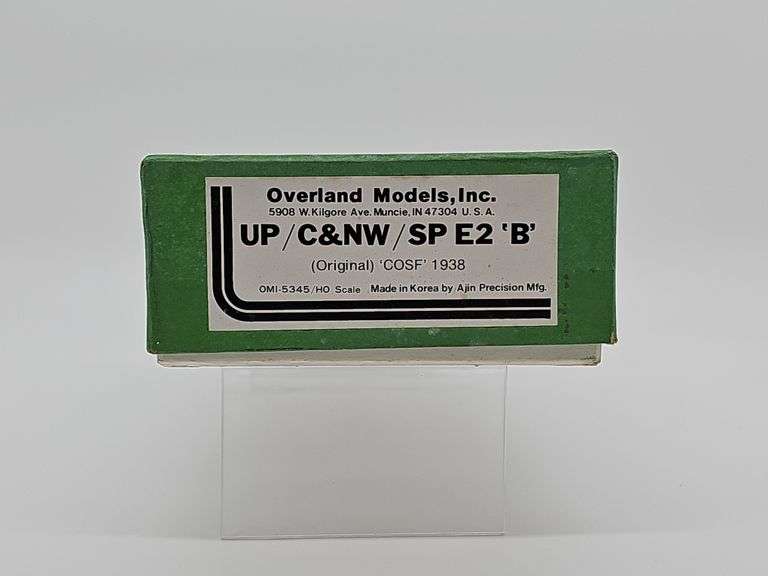 Overland Models, Inc.
5908 W. Kilgore Ave. Muncie, IN 47304 U.S.A.
UP/C&NW/SP E2 'B'
(Original) 'COSF' 1938
OMI-5345/HO Scale . Made in Korea by Ajin Precision Mfg.